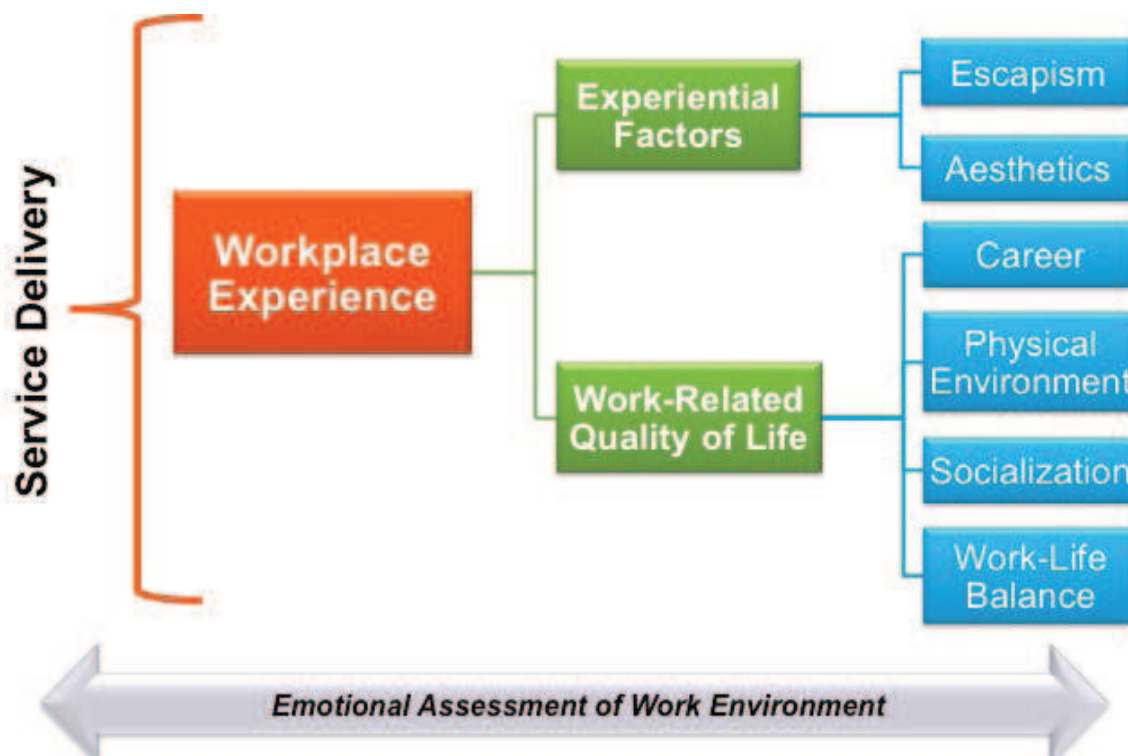 Service Delivery
Workplace
Experience
Experiential
Factors
Escapism
Aesthetics
Work-Related
Quality of Life
Career
Physical
Environment
Socialization
Work-Life
Balance
Emotional Assessment of Work Environment